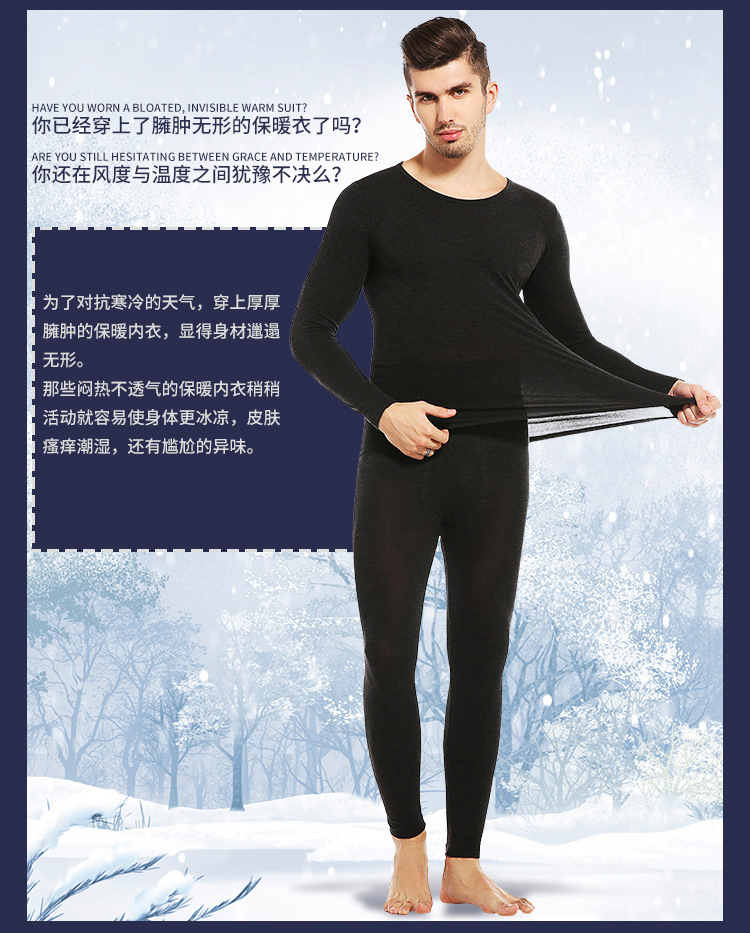 HAVE YOU WORN A BLOATED, INVISIBLE WARM SUIT?
你已经穿上了臃肿无形的保暖衣了吗?
ARE YOU STILL HESITATING BETWEEN GRACE AND TEMPERATURE?
你还在风度与温度之间犹豫不决么?
为了对抗寒冷的天气，穿上厚厚
臃肿的保暖内衣，显得身材邋遢
无形。
那些闷热不透气的保暖内衣稍稍
活动就容易使身体更冰凉，皮肤
瘙痒潮湿，还有尴尬的异味。